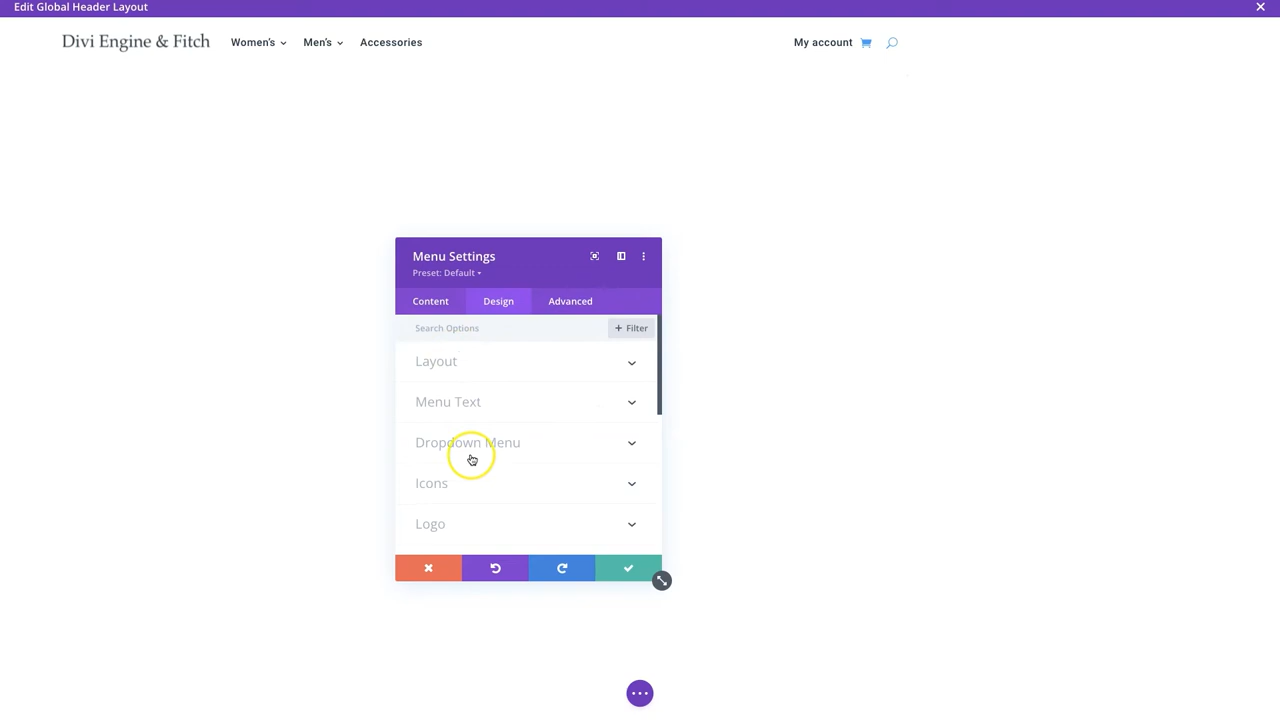 Edit Global Header Layout
Divi Engine & Fitch Women's Men's Accessories My account
Menu Settings
Preset: Default
Content Design Advanced
Search Options + Filter
Layout
Menu Text
Dropdown Menu
Icons
Logo